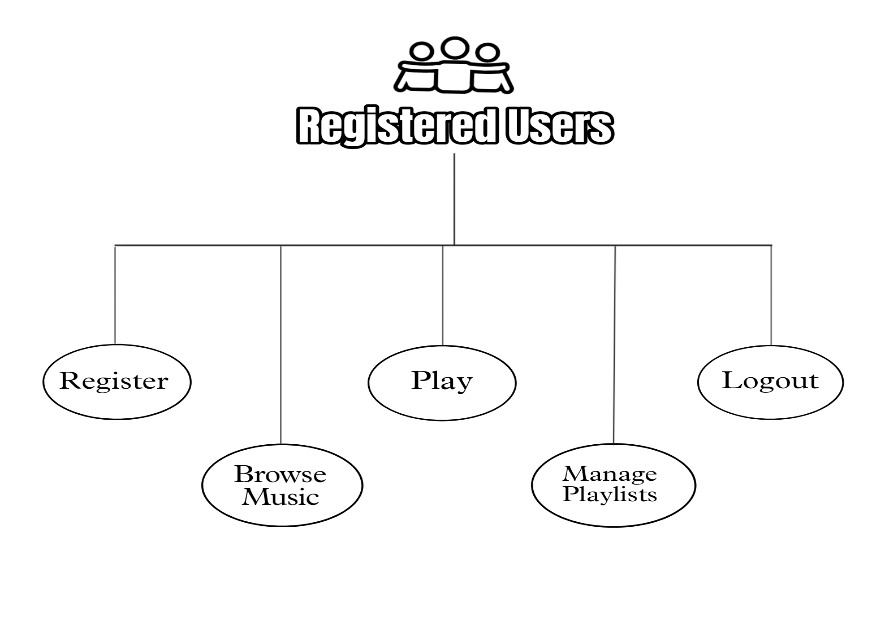 Registered Users
Register
Play
Logout
Browse
Music
Manage
Playlists